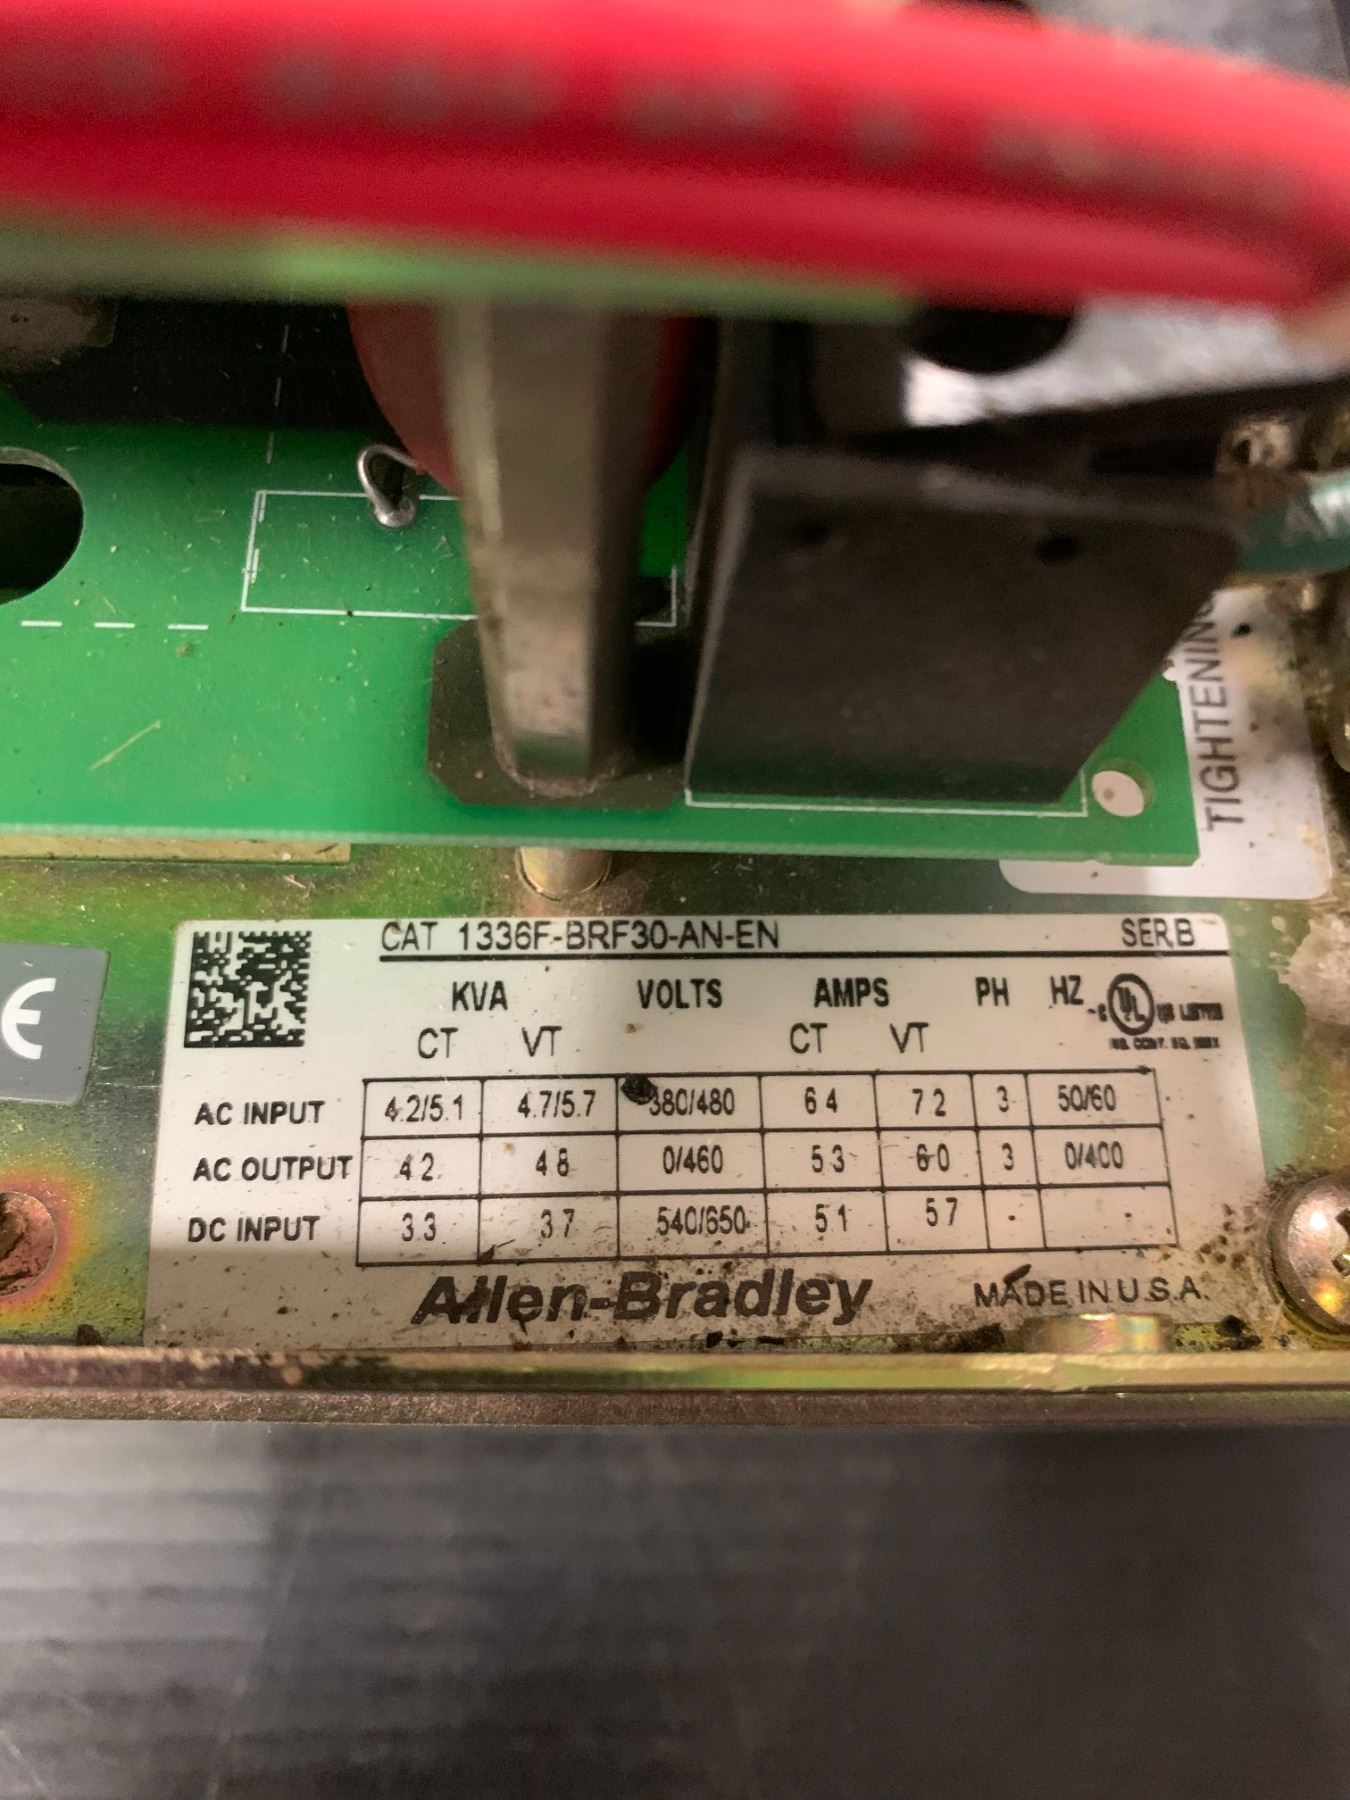 TIGHTENING
CAT 1336F-BRF30-AN-EN SER B
KVA VOLTS AMPS PH HZ UL LISTED
CT VT CT VT
AC INPUT 4.2/5.1 4.7/5.7 380/480 6.4 7.2 3 50/60
AC OUTPUT 4.2 4.8 0/460 5.3 6.0 3 0/400
DC INPUT 3.3 3.7 540/650 5.1 5.7 - -
Allen-Bradley MADE IN U.S.A.
CE